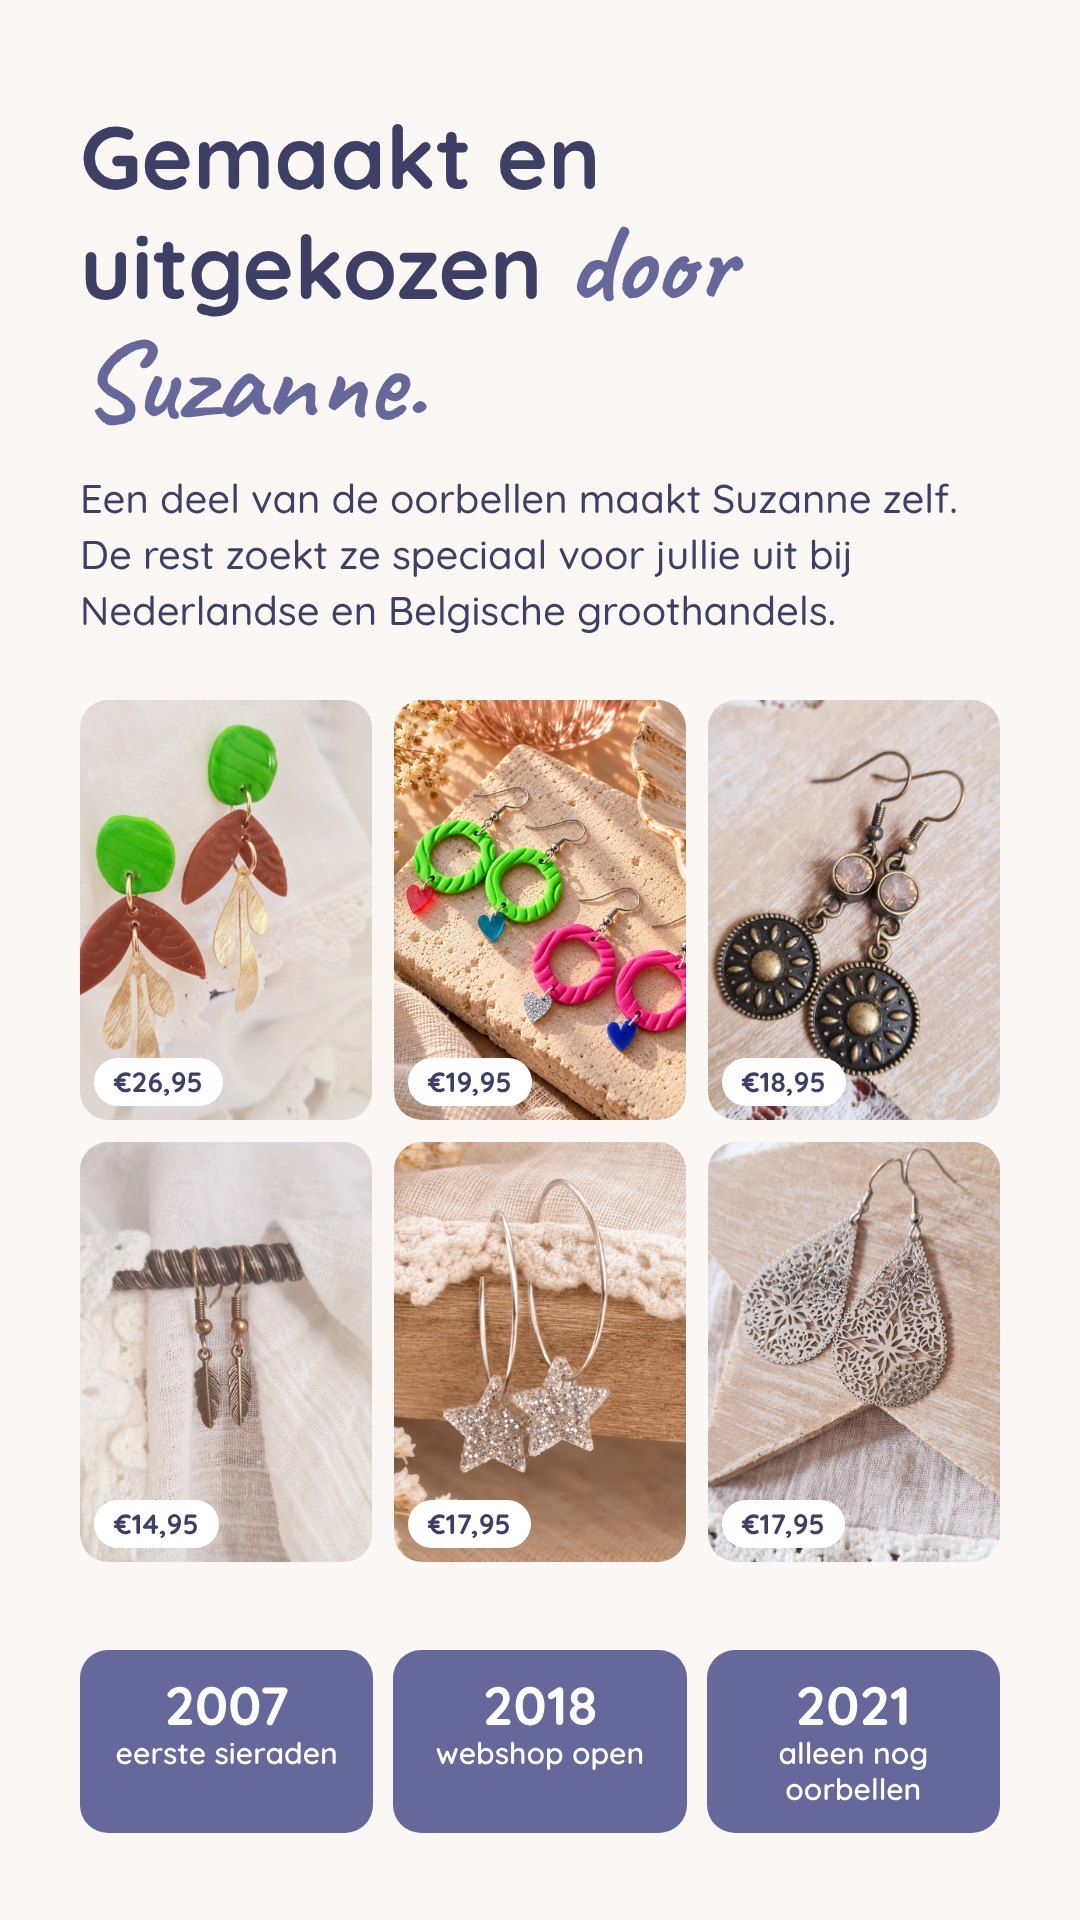 Gemaakt en
uitgekozen door
Suzanne.
Een deel van de oorbellen maakt Suzanne zelf.
De rest zoekt ze speciaal voor jullie uit bij
Nederlandse en Belgische groothandels.
€26,95
€19,95
€18,95
€14,95
€17,95
€17,95
2007
eerste sieraden
2018
webshop open
2021
alleen nog
oorbellen